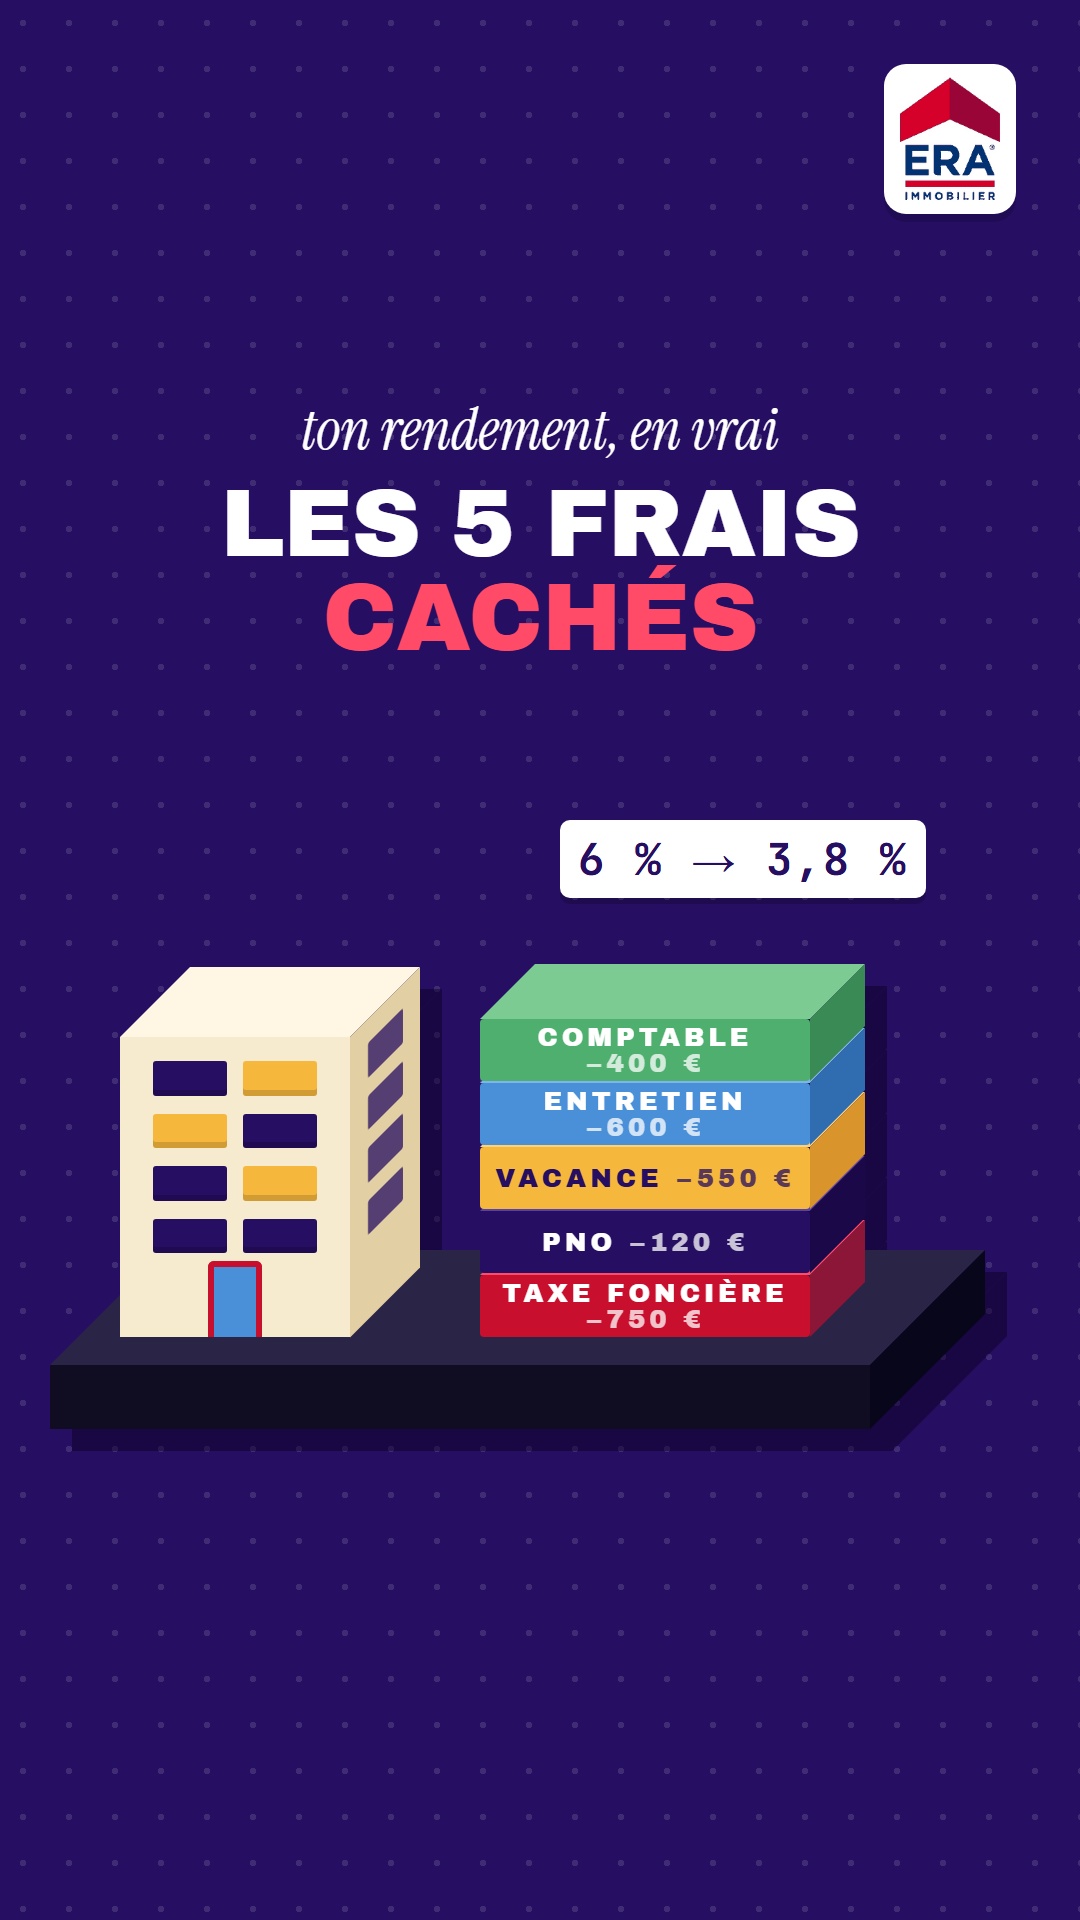 ERA®
IMMOBILIER
ton rendement, en vrai
LES 5 FRAIS
CACHÉS
6 % → 3,8 %
COMPTABLE
–400 €
ENTRETIEN
–600 €
VACANCE –550 €
PNO –120 €
TAXE FONCIÈRE
–750 €